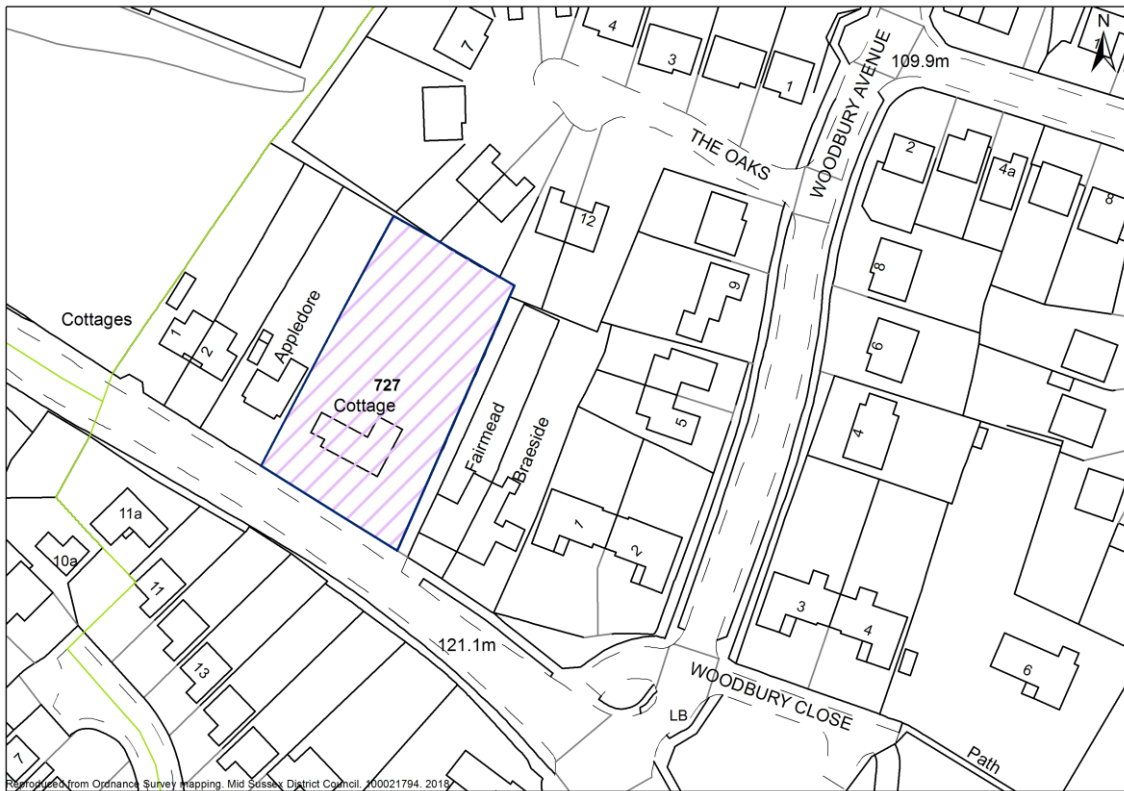 4
7
3
1
N
1
109.9m
WOODBURY AVENUE
THE OAKS
2
4a
8
12
8
9
Cottages
1
2
Appledore
727
Cottage
6
Fairmead
Braeside
5
4
11a
10a
11
1
2
13
121.1m
3
4
6
WOODBURY CLOSE
LB
Path
7
Reproduced from Ordnance Survey mapping. Mid Sussex District Council. 100021794. 2018